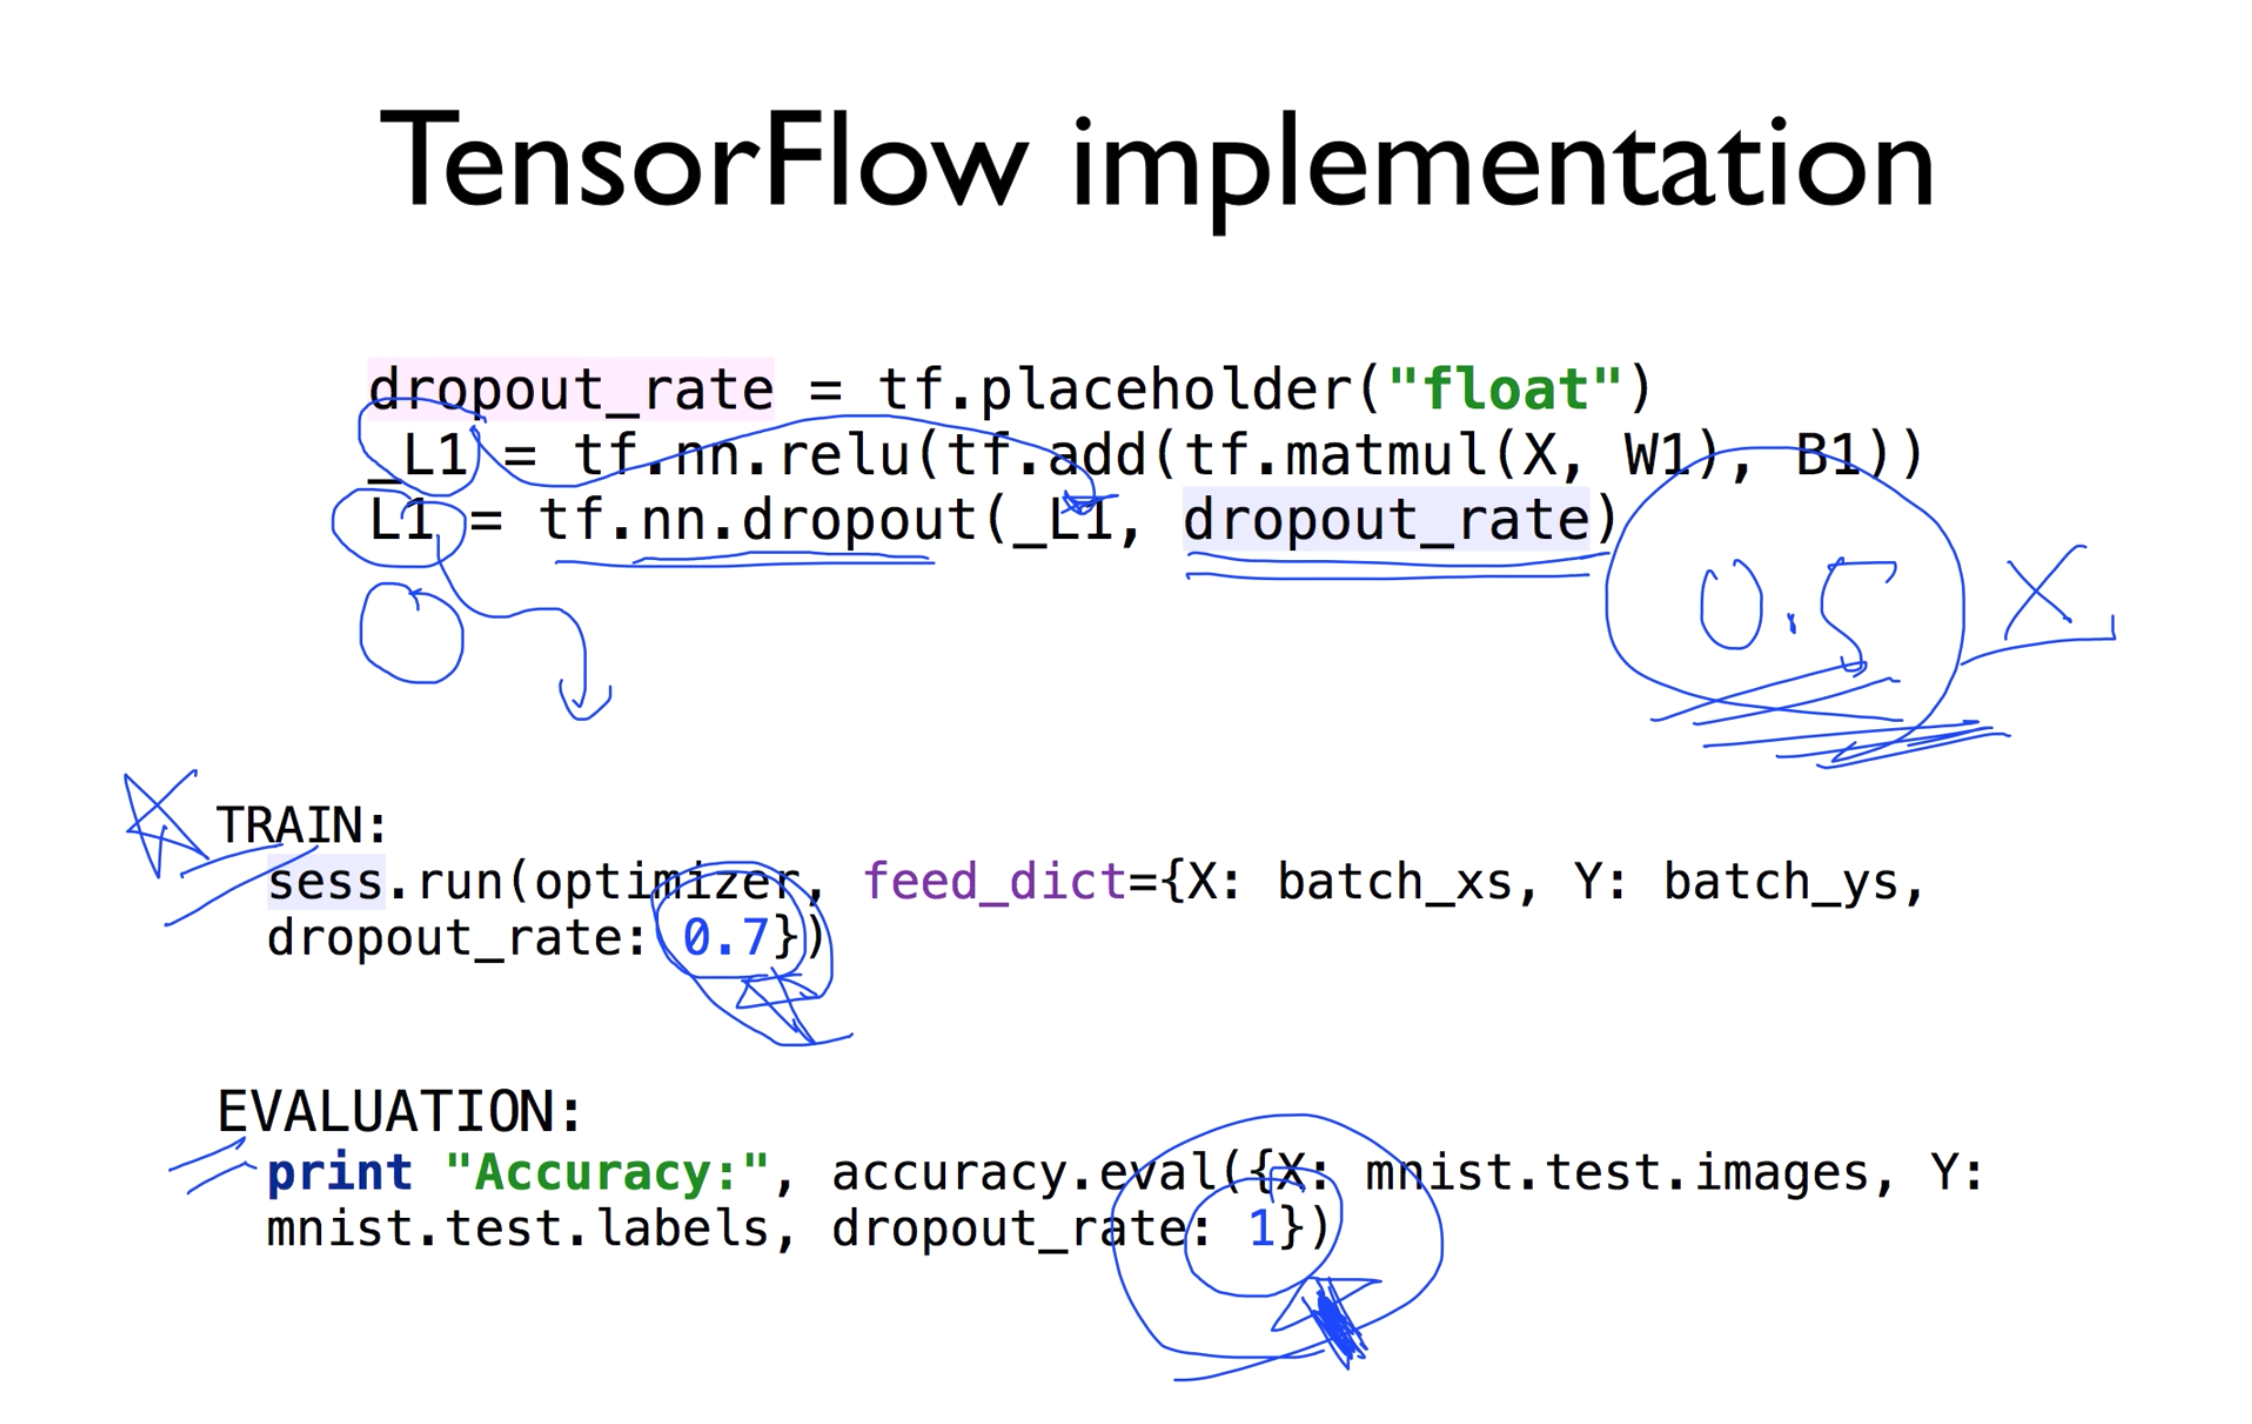 TensorFlow implementation
dropout_rate = tf.placeholder("float")
_L1 = tf.nn.relu(tf.add(tf.matmul(X, W1), B1))
L1 = tf.nn.dropout(_L1, dropout_rate)
0.5 X
TRAIN:
sess.run(optimizer, feed_dict={X: batch_xs, Y: batch_ys,
dropout_rate: 0.7})
EVALUATION:
print "Accuracy:", accuracy.eval({X: mnist.test.images, Y:
mnist.test.labels, dropout_rate: 1})